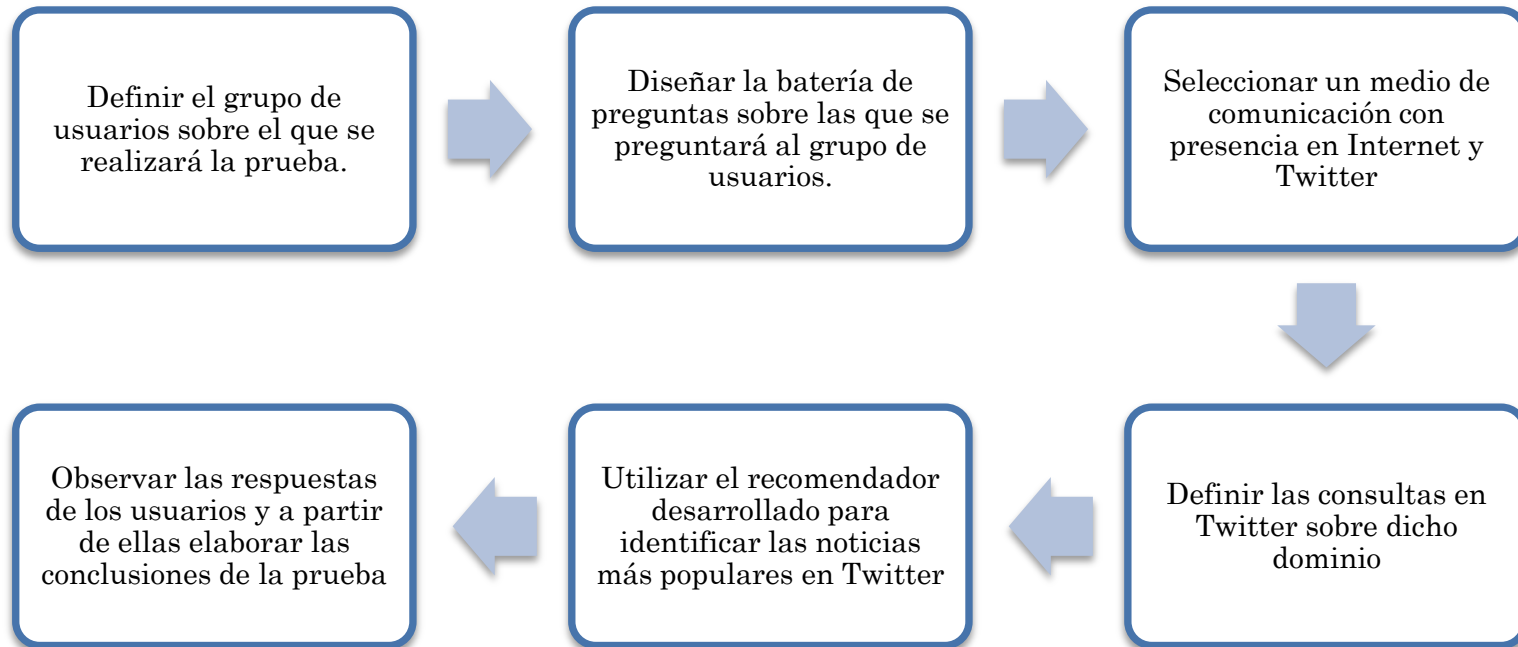 Definir el grupo de
usuarios sobre el que se
realizará la prueba.
Diseñar la batería de
preguntas sobre las que se
preguntará al grupo de
usuarios.
Seleccionar un medio de
comunicación con
presencia en Internet y
Twitter
Definir las consultas en
Twitter sobre dicho
dominio
Utilizar el recomendador
desarrollado para
identificar las noticias
más populares en Twitter
Observar las respuestas
de los usuarios y a partir
de ellas elaborar las
conclusiones de la prueba